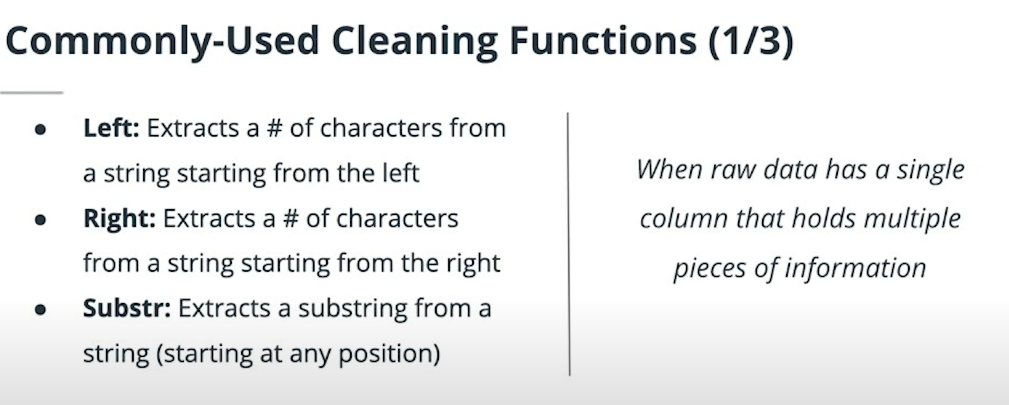 Commonly-Used Cleaning Functions (1/3)
• Left: Extracts a # of characters from
a string starting from the left
• Right: Extracts a # of characters
from a string starting from the right
• Substr: Extracts a substring from a
string (starting at any position)
When raw data has a single
column that holds multiple
pieces of information